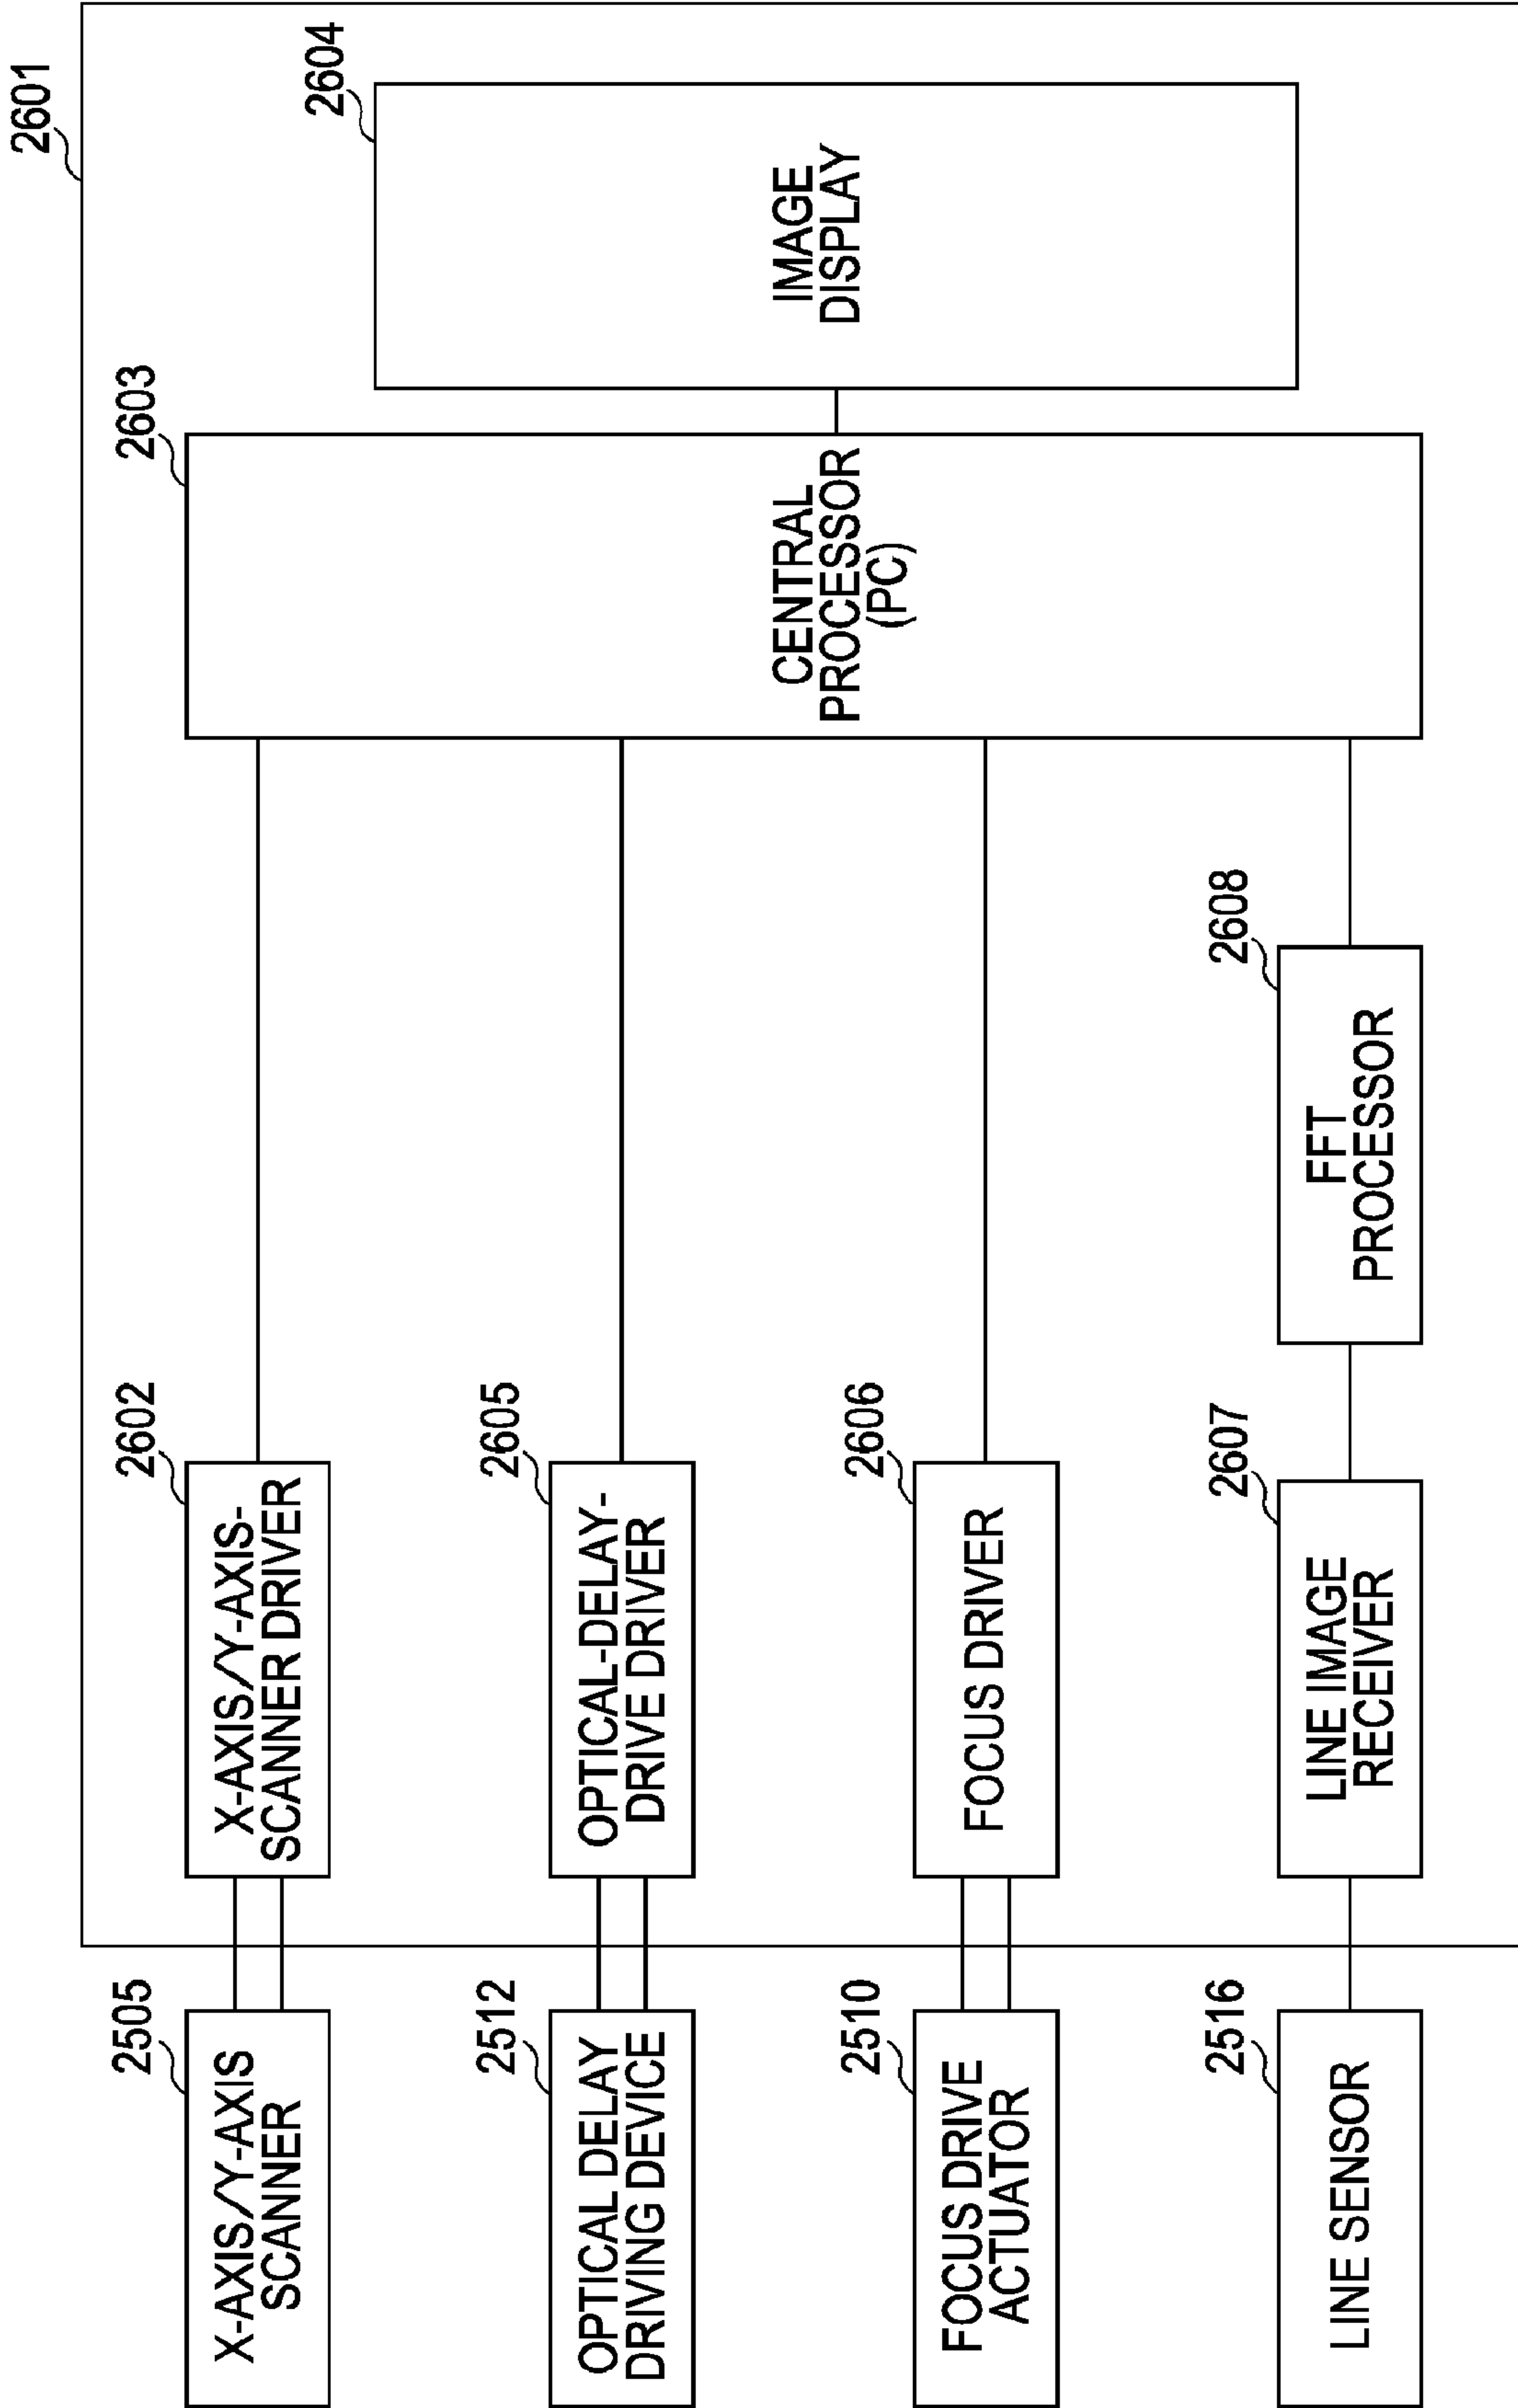 2601
2505
X-AXIS/Y-AXIS
SCANNER
2602
X-AXIS/Y-AXIS-
SCANNER DRIVER
2603
CENTRAL
PROCESSOR
(PC)
2604
IMAGE
DISPLAY
2512
OPTICAL DELAY
DRIVING DEVICE
2605
OPTICAL-DELAY-
DRIVE DRIVER
2510
FOCUS DRIVE
ACTUATOR
2606
FOCUS DRIVER
2516
LINE SENSOR
2607
LINE IMAGE
RECEIVER
2608
FFT
PROCESSOR